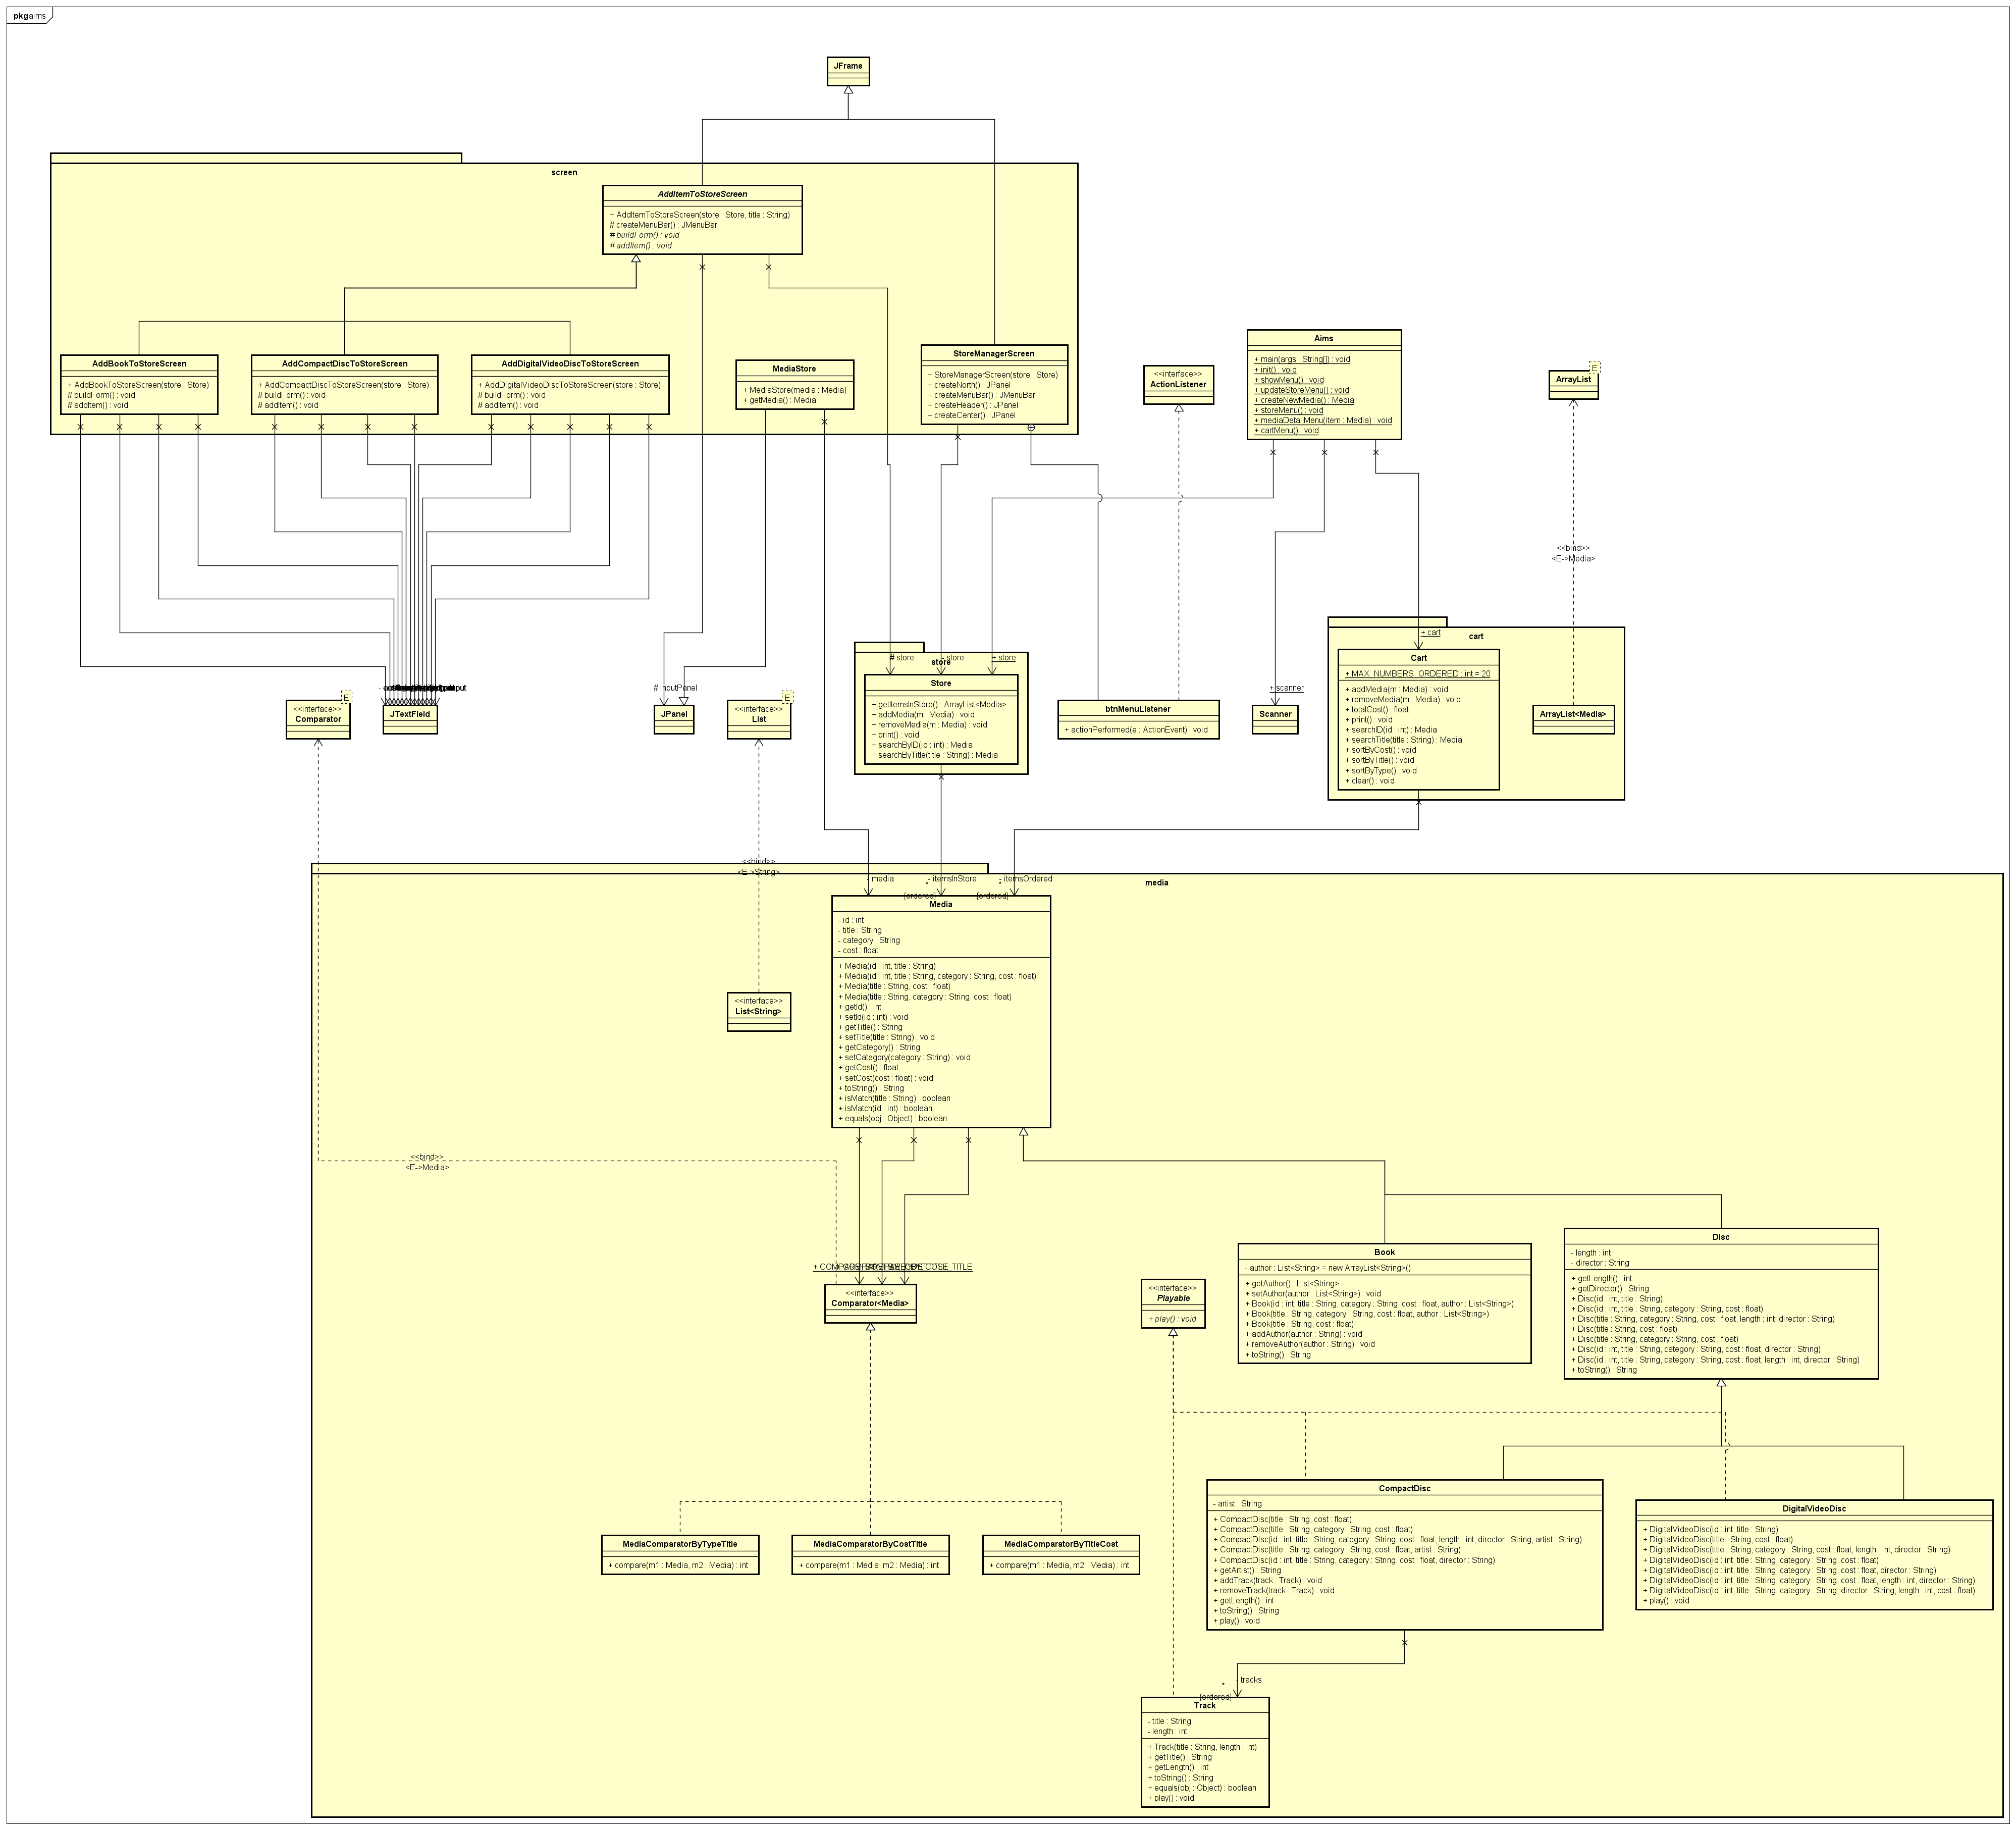 pkg aims
JFrame
screen
AddItemToStoreScreen
+ AddItemToStoreScreen(store : Store, title : String)
# createMenuBar() : JMenuBar
# buildForm() : void
# addItem() : void
AddBookToStoreScreen
+ AddBookToStoreScreen(store : Store)
# buildForm() : void
# addItem() : void
AddCompactDiscToStoreScreen
+ AddCompactDiscToStoreScreen(store : Store)
# buildForm() : void
# addItem() : void
AddDigitalVideoDiscToStoreScreen
+ AddDigitalVideoDiscToStoreScreen(store : Store)
# buildForm() : void
# addItem() : void
MediaStore
+ MediaStore(media : Media)
+ getMedia() : Media
StoreManagerScreen
+ StoreManagerScreen(store : Store)
+ createNorth() : JPanel
+ createMenuBar() : JMenuBar
+ createHeader() : JPanel
+ createCenter() : JPanel
<<interface>>
ActionListener
Aims
+ main(args : String[]) : void
+ init() : void
+ showMenu() : void
+ updateStoreMenu() : void
+ createNewMedia() : Media
+ storeMenu() : void
+ mediaDetailMenu(item : Media) : void
+ cartMenu() : void
E
ArrayList
<<bind>>
<E->Media>
E
<<interface>>
Comparator
JTextField
# inputPanel
JPanel
E
<<interface>>
List
# store
- store
+ store
store
Store
+ getItemsInStore() : ArrayList<Media>
+ addMedia(m : Media) : void
+ removeMedia(m : Media) : void
+ print() : void
+ searchByID(id : int) : Media
+ searchByTitle(title : String) : Media
btnMenuListener
+ actionPerformed(e : ActionEvent) : void
+ scanner
Scanner
cart
+ cart
Cart
+ MAX_NUMBERS_ORDERED : int = 20
+ addMedia(m : Media) : void
+ removeMedia(m : Media) : void
+ totalCost() : float
+ print() : void
+ searchID(id : int) : Media
+ searchTitle(title : String) : Media
+ sortByCost() : void
+ sortByTitle() : void
+ sortByType() : void
+ clear() : void
ArrayList<Media>
<<bind>>
<E->String>
media
- media
- itemsInStore
*
{ordered}
- itemsOrdered
*
{ordered}
Media
- id : int
- title : String
- category : String
- cost : float
+ Media(id : int, title : String)
+ Media(id : int, title : String, category : String, cost : float)
+ Media(title : String, cost : float)
+ Media(title : String, category : String, cost : float)
+ getId() : int
+ setId(id : int) : void
+ getTitle() : String
+ setTitle(title : String) : void
+ getCategory() : String
+ setCategory(category : String) : void
+ getCost() : float
+ setCost(cost : float) : void
+ toString() : String
+ isMatch(title : String) : boolean
+ isMatch(id : int) : boolean
+ equals(obj : Object) : boolean
<<interface>>
List<String>
<<bind>>
<E->Media>
<<interface>>
Comparator<Media>
<<interface>>
Playable
+ play() : void
Book
- author : List<String> = new ArrayList<String>()
+ getAuthor() : List<String>
+ setAuthor(author : List<String>) : void
+ Book(id : int, title : String, category : String, cost : float, author : List<String>)
+ Book(title : String, category : String, cost : float, author : List<String>)
+ Book(title : String, cost : float)
+ addAuthor(author : String) : void
+ removeAuthor(author : String) : void
+ toString() : String
Disc
- length : int
- director : String
+ getLength() : int
+ getDirector() : String
+ Disc(id : int, title : String)
+ Disc(id : int, title : String, category : String, cost : float)
+ Disc(title : String, category : String, cost : float, length : int, director : String)
+ Disc(title : String, cost : float)
+ Disc(title : String, category : String, cost : float)
+ Disc(id : int, title : String, category : String, cost : float, director : String)
+ Disc(id : int, title : String, category : String, cost : float, length : int, director : String)
+ toString() : String
MediaComparatorByTypeTitle
+ compare(m1 : Media, m2 : Media) : int
MediaComparatorByCostTitle
+ compare(m1 : Media, m2 : Media) : int
MediaComparatorByTitleCost
+ compare(m1 : Media, m2 : Media) : int
CompactDisc
- artist : String
+ CompactDisc(title : String, cost : float)
+ CompactDisc(title : String, category : String, cost : float)
+ CompactDisc(id : int, title : String, category : String, cost : float, length : int, director : String, artist : String)
+ CompactDisc(title : String, category : String, cost : float, artist : String)
+ CompactDisc(id : int, title : String, category : String, cost : float, director : String)
+ getArtist() : String
+ addTrack(track : Track) : void
+ removeTrack(track : Track) : void
+ getLength() : int
+ toString() : String
+ play() : void
DigitalVideoDisc
+ DigitalVideoDisc(id : int, title : String)
+ DigitalVideoDisc(title : String, cost : float)
+ DigitalVideoDisc(title : String, category : String, cost : float, length : int, director : String)
+ DigitalVideoDisc(id : int, title : String, category : String, cost : float)
+ DigitalVideoDisc(id : int, title : String, category : String, cost : float, director : String)
+ DigitalVideoDisc(id : int, title : String, category : String, cost : float, length : int, director : String)
+ DigitalVideoDisc(id : int, title : String, category : String, director : String, length : int, cost : float)
+ play() : void
- tracks
*
{ordered}
Track
- title : String
- length : int
+ Track(title : String, length : int)
+ getTitle() : String
+ getLength() : int
+ toString() : String
+ equals(obj : Object) : boolean
+ play() : void